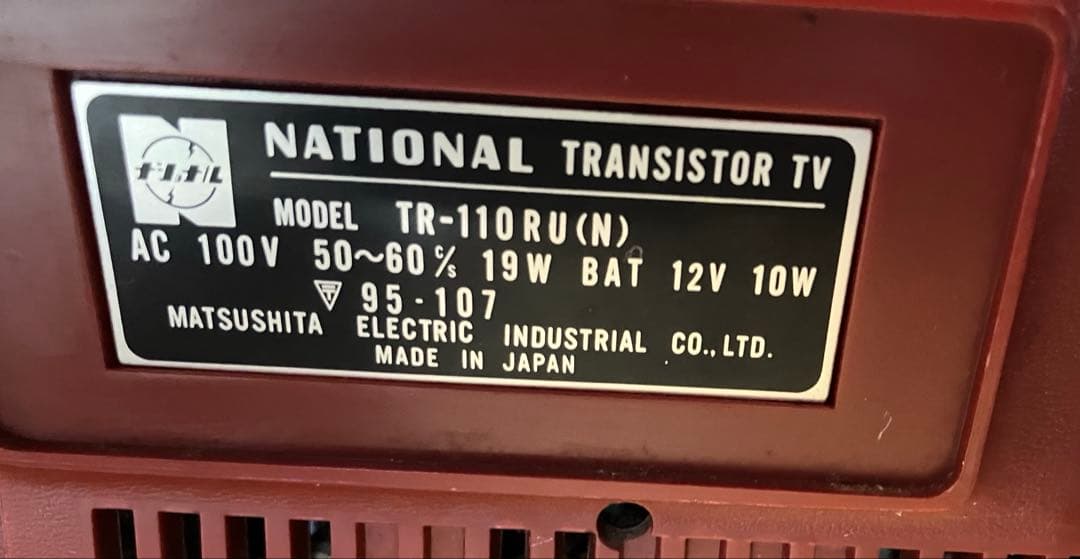 ナショナル
NATIONAL TRANSISTOR TV
MODEL TR-110RU(N)
AC 100V 50~60 c/s 19W BAT 12V 10W
▽T 95-107
MATSUSHITA ELECTRIC INDUSTRIAL CO., LTD.
MADE IN JAPAN